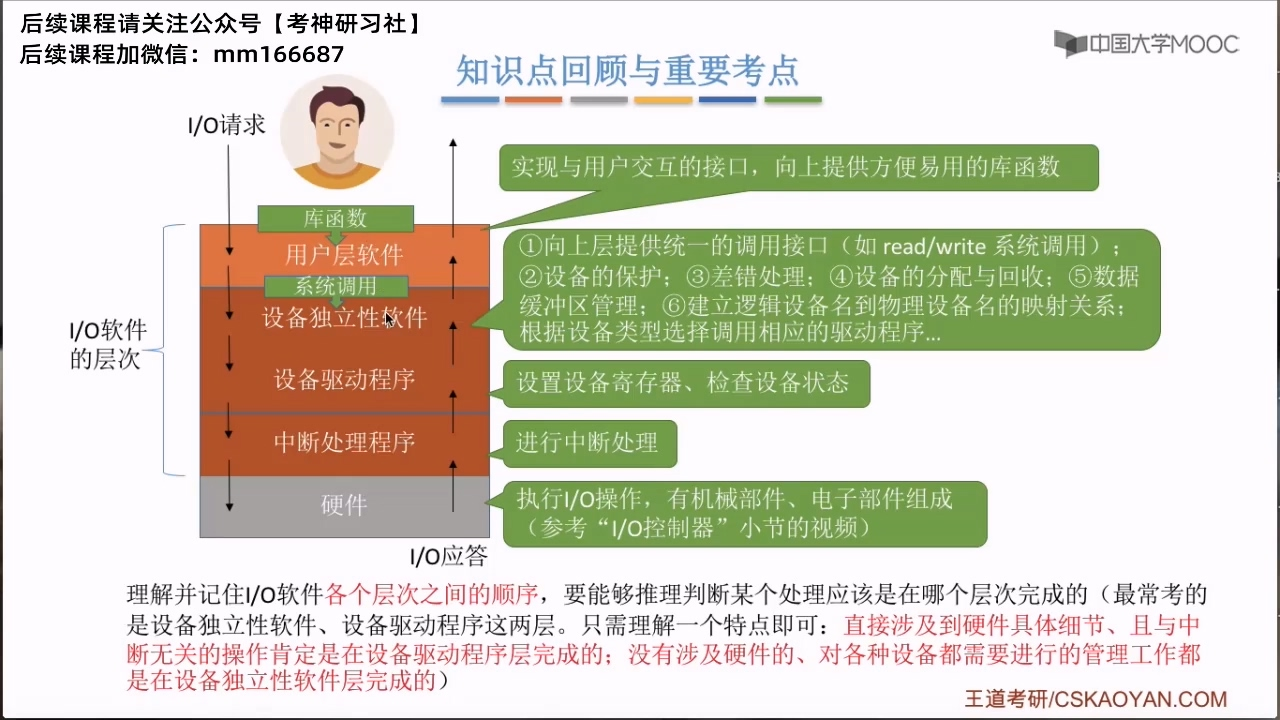 后续课程请关注公众号【考神研习社】
后续课程加微信：mm166687
中国大学MOOC
知识点回顾与重要考点
I/O请求
实现与用户交互的接口，向上提供方便易用的库函数
库函数
用户层软件
系统调用
设备独立性软件
①向上层提供统一的调用接口（如 read/write 系统调用）；
②设备的保护；③差错处理；④设备的分配与回收；⑤数据
缓冲区管理；⑥建立逻辑设备名到物理设备名的映射关系；
根据设备类型选择调用相应的驱动程序...
I/O软件
的层次
设备驱动程序
设置设备寄存器、检查设备状态
中断处理程序
进行中断处理
硬件
执行I/O操作，有机械部件、电子部件组成
（参考“I/O控制器”小节的视频）
I/O应答
理解并记住I/O软件各个层次之间的顺序，要能够推理判断某个处理应该是在哪个层次完成的（最常考的
是设备独立性软件、设备驱动程序这两层。只需理解一个特点即可：直接涉及到硬件具体细节、且与中
断无关的操作肯定是在设备驱动程序层完成的；没有涉及硬件的、对各种设备都需要进行的管理工作都
是在设备独立性软件层完成的）
王道考研/CSKAOYAN.COM